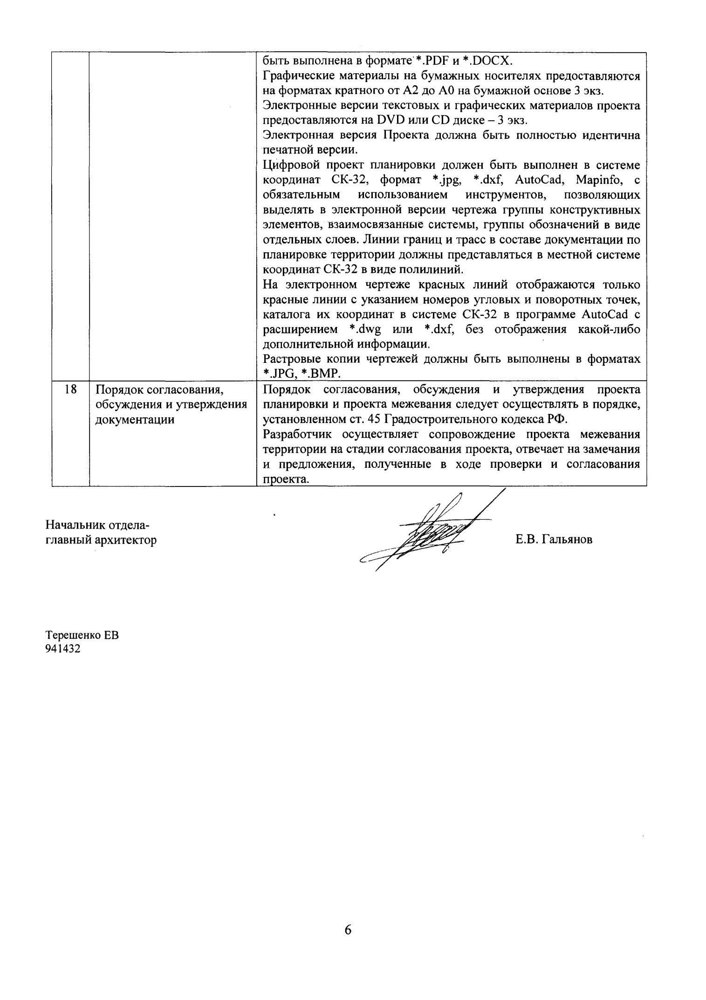 быть выполнена в формате *.PDF и *.DOCX.
Графические материалы на бумажных носителях предоставляются
на форматах кратного от А2 до А0 на бумажной основе 3 экз.
Электронные версии текстовых и графических материалов проекта
предоставляются на DVD или CD диске – 3 экз.
Электронная версия Проекта должна быть полностью идентична
печатной версии.
Цифровой проект планировки должен быть выполнен в системе
координат СК-32, формат *.jpg, *.dxf, AutoCad, Mapinfo, с
обязательным использованием инструментов, позволяющих
выделять в электронной версии чертежа группы конструктивных
элементов, взаимосвязанные системы, группы обозначений в виде
отдельных слоев. Линии границ и трасс в составе документации по
планировке территории должны представляться в местной системе
координат СК-32 в виде полилиний.
На электронном чертеже красных линий отображаются только
красные линии с указанием номеров угловых и поворотных точек,
каталога их координат в системе СК-32 в программе AutoCad с
расширением *.dwg или *.dxf, без отображения какой-либо
дополнительной информации.
Растровые копии чертежей должны быть выполнены в форматах
*.JPG, *.BMP.
18
Порядок согласования,
обсуждения и утверждения
документации
Порядок согласования, обсуждения и утверждения проекта
планировки и проекта межевания следует осуществлять в порядке,
установленном ст. 45 Градостроительного кодекса РФ.
Разработчик осуществляет сопровождение проекта межевания
территории на стадии согласования проекта, отвечает на замечания
и предложения, полученные в ходе проверки и согласования
проекта.
Начальник отдела-
главный архитектор
Е.В. Гальянов
Терешенко ЕВ
941432
6